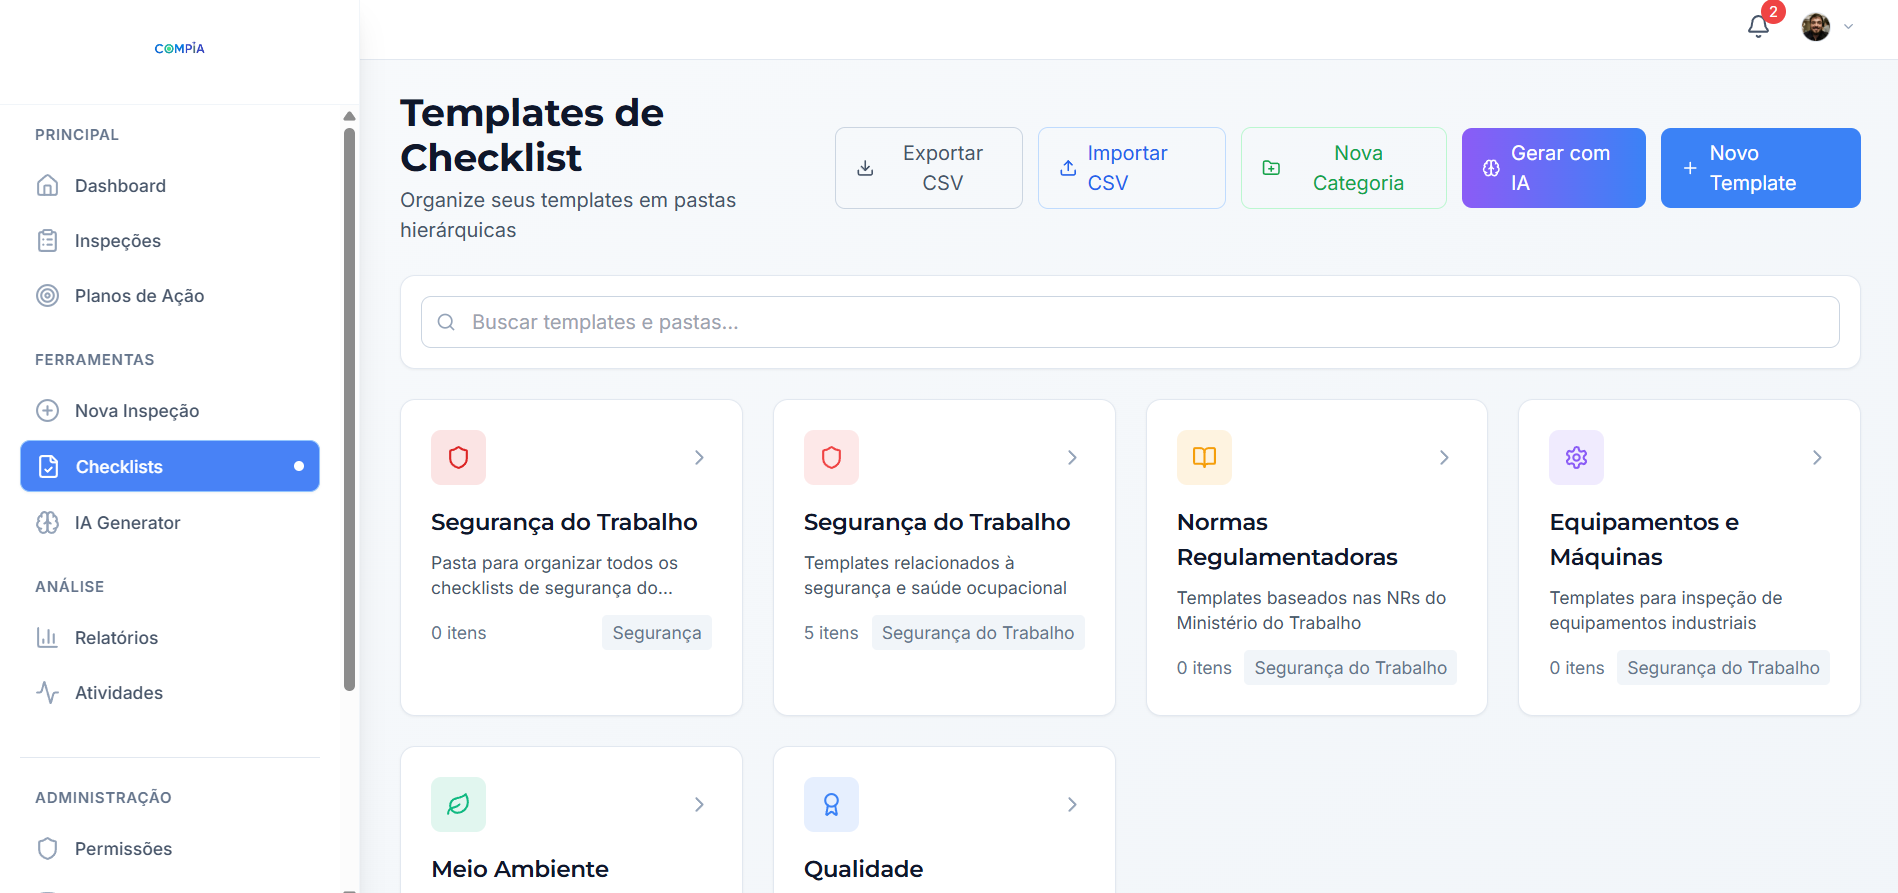 COMPIA
2
PRINCIPAL
Dashboard
Inspeções
Planos de Ação
FERRAMENTAS
Nova Inspeção
Checklists
IA Generator
ANÁLISE
Relatórios
Atividades
ADMINISTRAÇÃO
Permissões
Templates de
Checklist
Organize seus templates em pastas
hierárquicas
Exportar
CSV
Importar
CSV
Nova
Categoria
Gerar com
IA
Novo
Template
Buscar templates e pastas...
Segurança do Trabalho
Pasta para organizar todos os
checklists de segurança do...
0 itens
Segurança
Segurança do Trabalho
Templates relacionados à
segurança e saúde ocupacional
5 itens
Segurança do Trabalho
Normas
Regulamentadoras
Templates baseados nas NRs do
Ministério do Trabalho
0 itens
Segurança do Trabalho
Equipamentos e
Máquinas
Templates para inspeção de
equipamentos industriais
0 itens
Segurança do Trabalho
Meio Ambiente
Qualidade